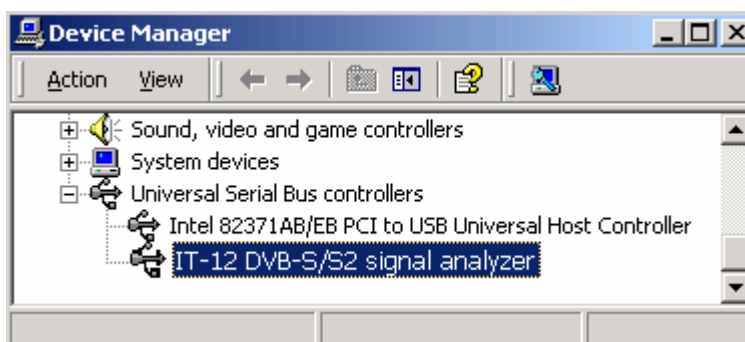 Device Manager
Action View
Sound, video and game controllers
System devices
Universal Serial Bus controllers
Intel 82371AB/EB PCI to USB Universal Host Controller
IT-12 DVB-S/S2 signal analyzer